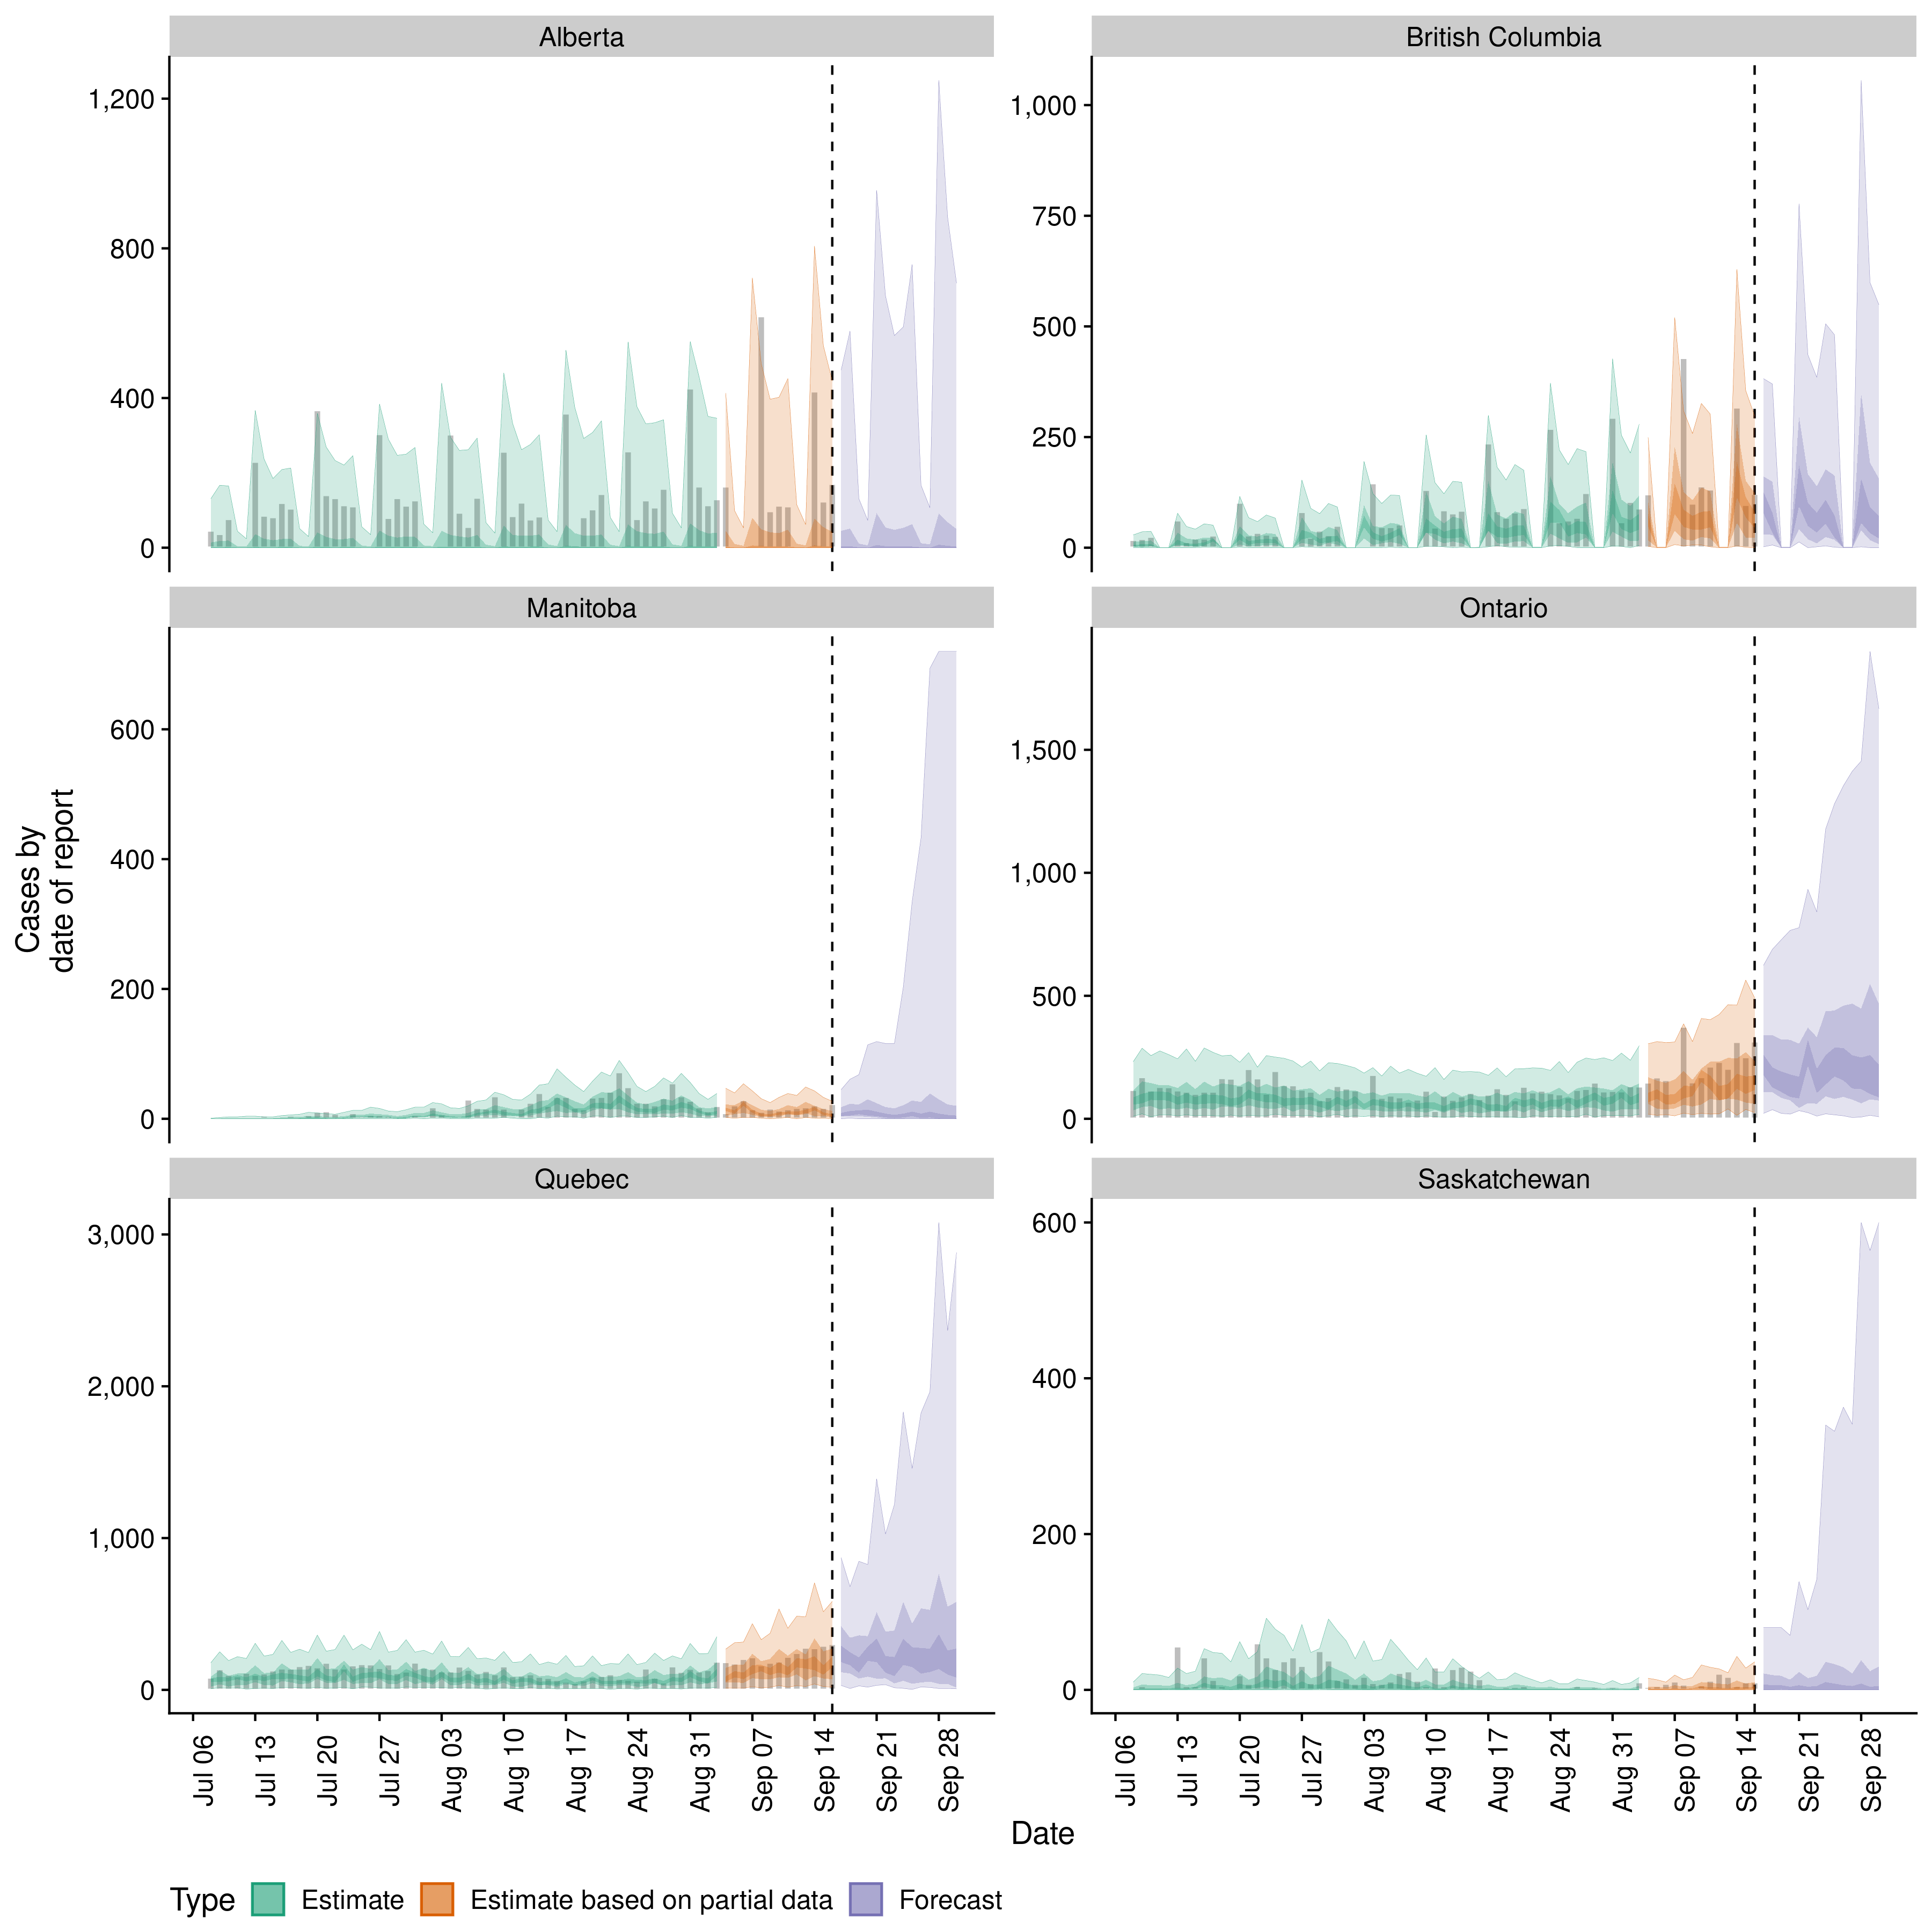 Alberta
British Columbia
1,200
800
400
0
1,000
750
500
250
0
Manitoba
Ontario
600
400
200
0
1,500
1,000
500
0
Quebec
Saskatchewan
3,000
2,000
1,000
0
600
400
200
0
Cases by
date of report
Jul 06
Jul 13
Jul 20
Jul 27
Aug 03
Aug 10
Aug 17
Aug 24
Aug 31
Sep 07
Sep 14
Sep 21
Sep 28
Jul 06
Jul 13
Jul 20
Jul 27
Aug 03
Aug 10
Aug 17
Aug 24
Aug 31
Sep 07
Sep 14
Sep 21
Sep 28
Date
Type Estimate Estimate based on partial data Forecast